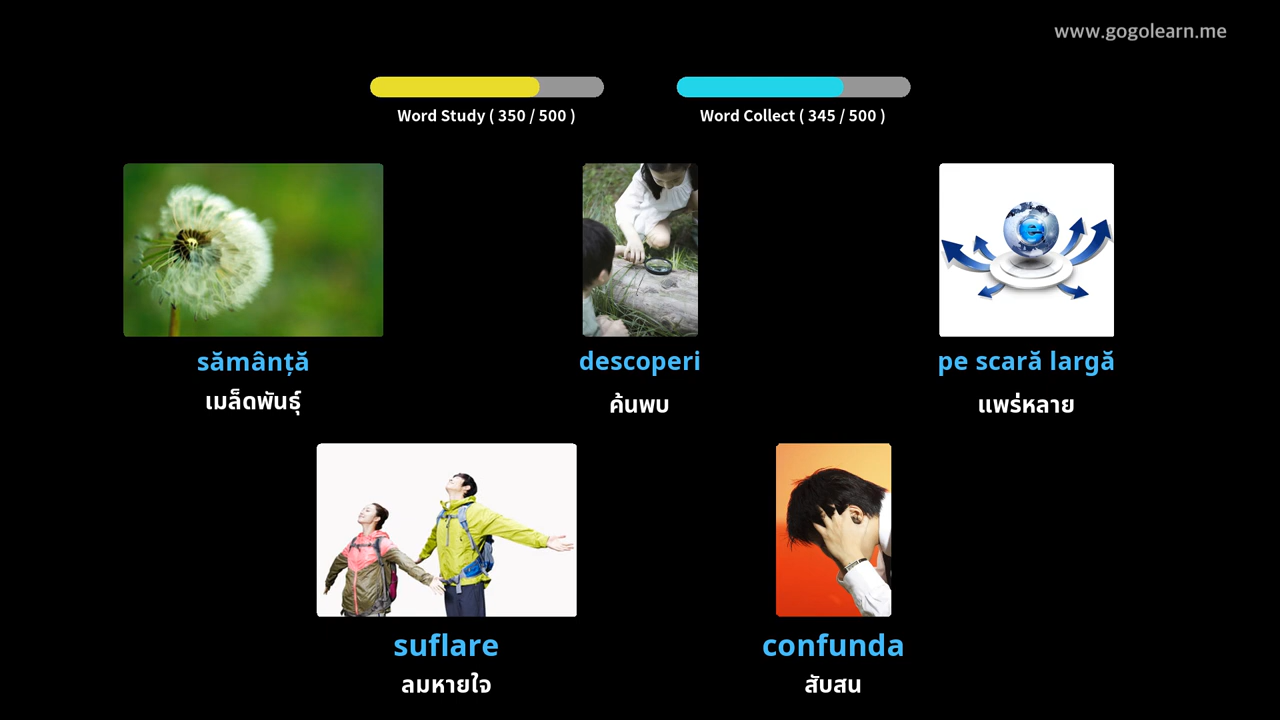 www.gogolearn.me
Word Study ( 350 / 500 )
Word Collect ( 345 / 500 )
sămânță
descoperi
pe scară largă
เมล็ดพันธุ์
ค้นพบ
แพร่หลาย
suflare
confunda
ลมหายใจ
สับสน